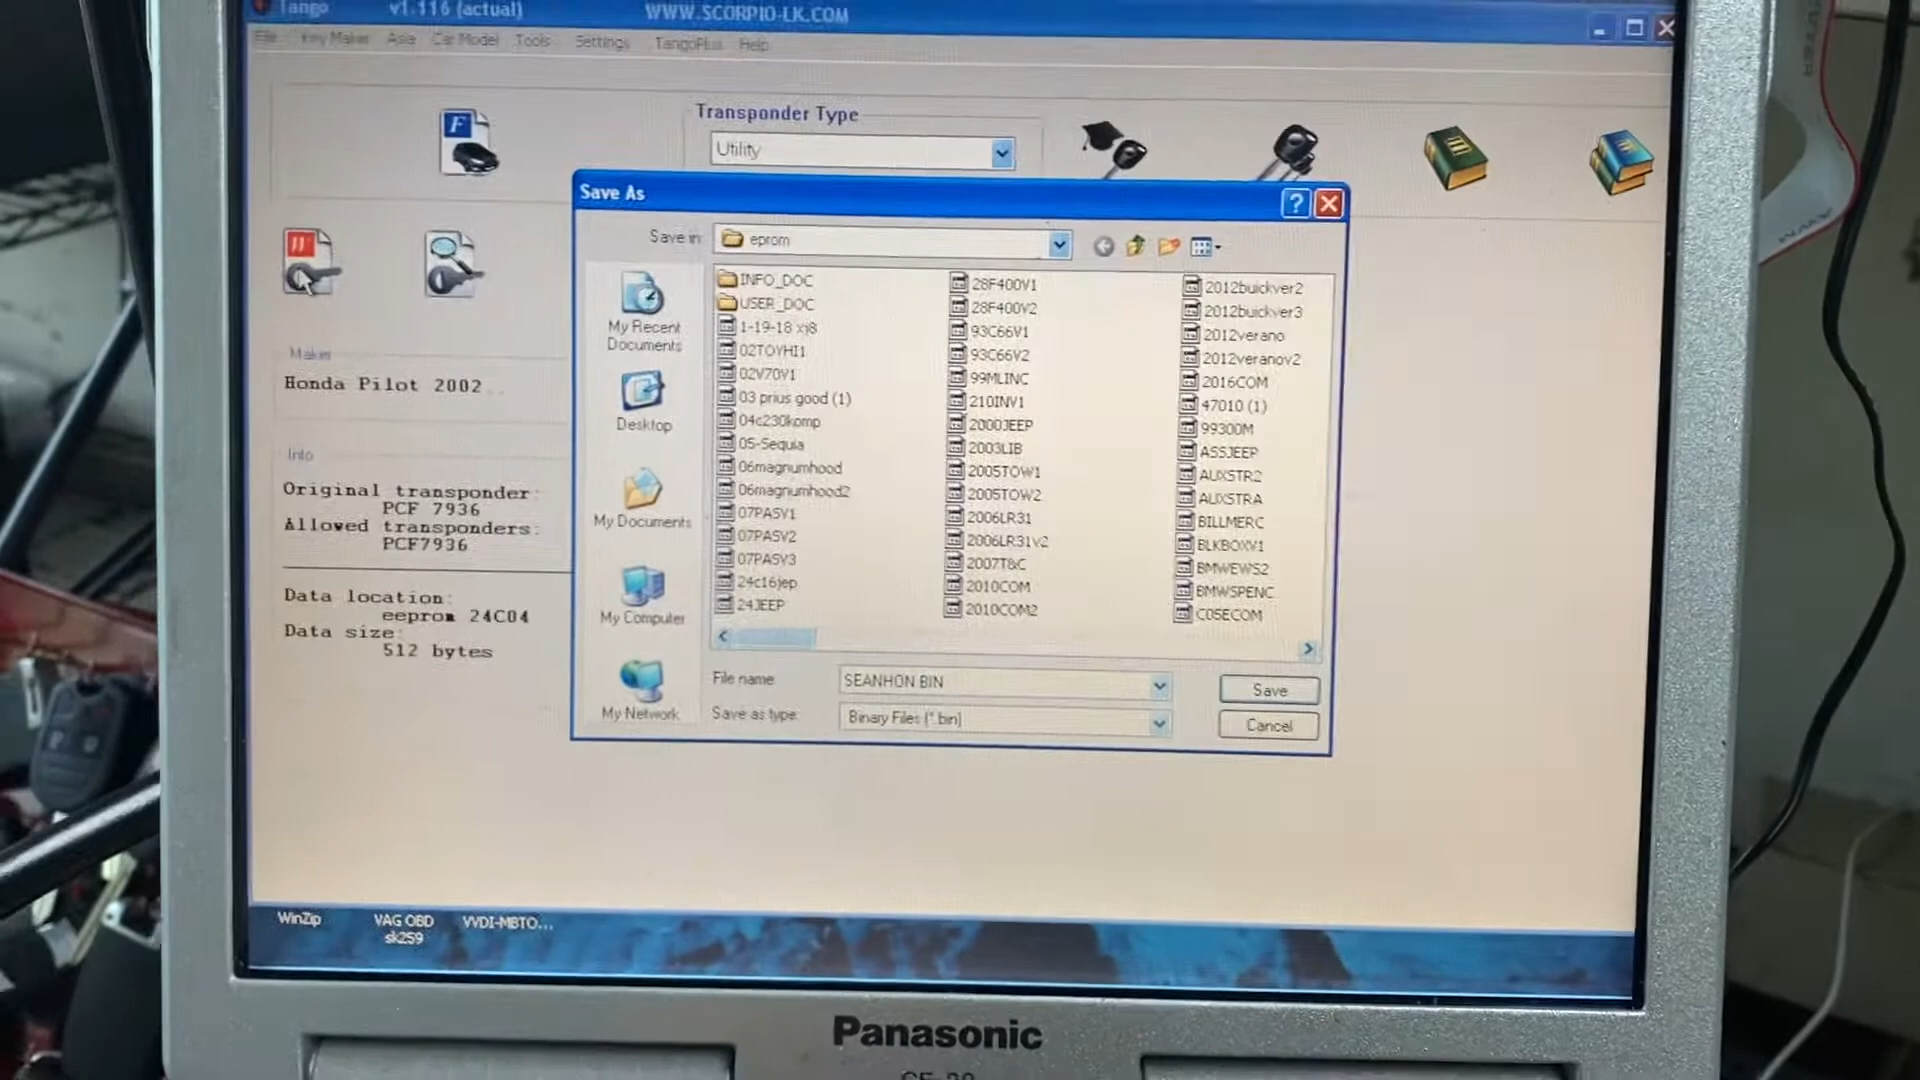 Tango v1.116 (actual) WWW.SCORPIO-LK.COM
File Key Maker Asia Car Model Tools Settings TangoPlus Help
Transponder Type
Utility
Save As
Save in: eprom
My Recent Documents
Desktop
My Documents
My Computer
My Network
INFO_DOC
USER_DOC
1-19-18 xj8
02TOYHI1
02V70V1
03 prius good (1)
04c230komp
05-Sequia
06magnumhood
06magnumhood2
07PASV1
07PASV2
07PASV3
24c16jep
24JEEP
28F400V1
28F400V2
93C66V1
93C66V2
99MLINC
210INV1
2000JEEP
2003LIB
2005TOW1
2005TOW2
2006LR31
2006LR31v2
2007T&C
2010COM
2010COM2
2012buickver2
2012buickver3
2012verano
2012veranov2
2016COM
47010 (1)
99300M
ASSJEEP
AUXSTR2
AUXSTRA
BILLMERC
BLKBOXV1
BMWEWS2
BMWSPENC
C05ECOM
File name: SEANHON BIN
Save as type: Binary Files (*.bin)
Save
Cancel
Maker
Honda Pilot 2002..
Info
Original transponder:
PCF 7936
Allowed transponders:
PCF7936
Data location:
eeprom 24C04
Data size:
512 bytes
WinZip
VAG OBD
sk259
VVDI-MBTO...
Panasonic